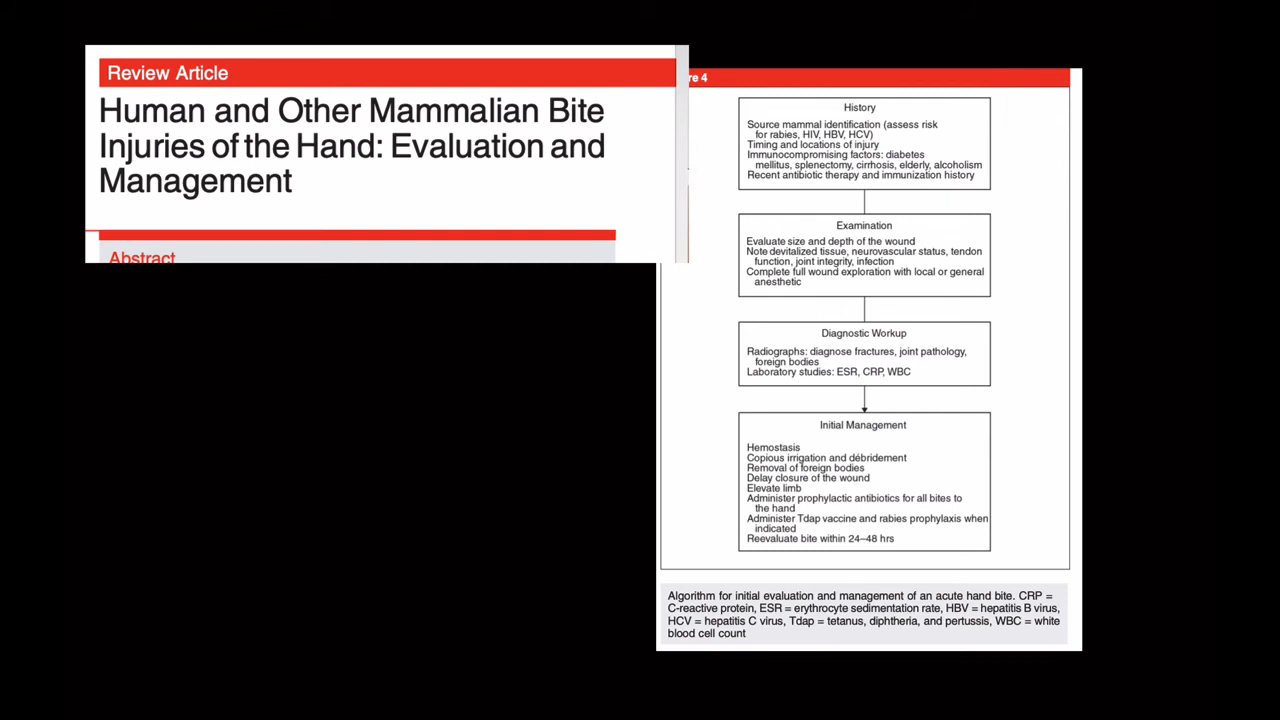 Review Article
Human and Other Mammalian Bite
Injuries of the Hand: Evaluation and
Management
Abstract
re 4
History
Source mammal identification (assess risk
for rabies, HIV, HBV, HCV)
Timing and locations of injury
Immunocompromising factors: diabetes
mellitus, splenectomy, cirrhosis, elderly, alcoholism
Recent antibiotic therapy and immunization history
Examination
Evaluate size and depth of the wound
Note devitalized tissue, neurovascular status, tendon
function, joint integrity, infection
Complete full wound exploration with local or general
anesthetic
Diagnostic Workup
Radiographs: diagnose fractures, joint pathology,
foreign bodies
Laboratory studies: ESR, CRP, WBC
Initial Management
Hemostasis
Copious irrigation and débridement
Removal of foreign bodies
Delay closure of the wound
Elevate limb
Administer prophylactic antibiotics for all bites to
the hand
Administer Tdap vaccine and rabies prophylaxis when
indicated
Reevaluate bite within 24–48 hrs
Algorithm for initial evaluation and management of an acute hand bite. CRP =
C-reactive protein, ESR = erythrocyte sedimentation rate, HBV = hepatitis B virus,
HCV = hepatitis C virus, Tdap = tetanus, diphtheria, and pertussis, WBC = white
blood cell count